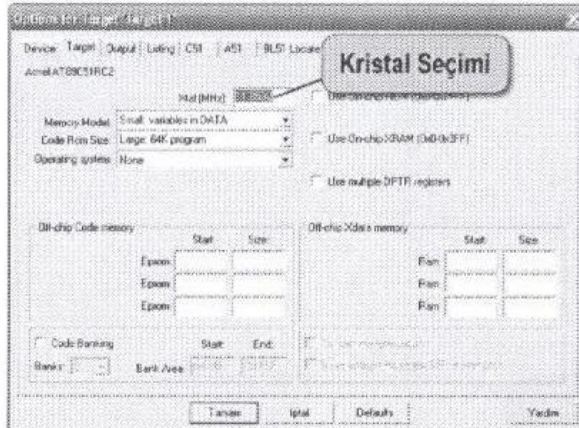 Options for Target 'Target 1'
Device Target Output Listing C51 A51 BL51 Locate
Atmel AT89C51RC2
Kristal Seçimi
Xtal (MHz):
Memory Model: Small: variables in DATA
Use On-chip XRAM (0x0-0x3FF)
Code Rom Size: Large: 64K program
Operating system: None
Use multiple DPTR registers
Off-chip Code memory
Off-chip Xdata memory
Start: Size:
Start: Size:
Eprom
Ram
Eprom
Ram
Eprom
Ram
Code Banking
Start: End:
Banks:
Bank Area:
Tamam
İptal
Defaults
Yardım